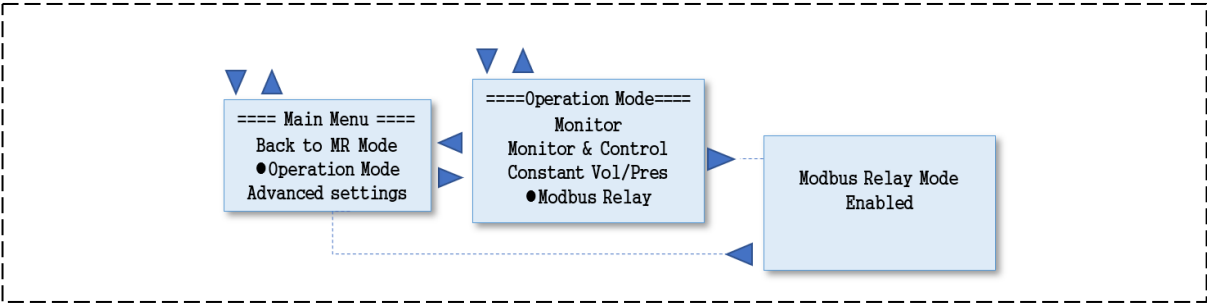 ==== Main Menu ====
Back to MR Mode
●Operation Mode
Advanced settings
====Operation Mode====
Monitor
Monitor & Control
Constant Vol/Pres
●Modbus Relay
Modbus Relay Mode
Enabled